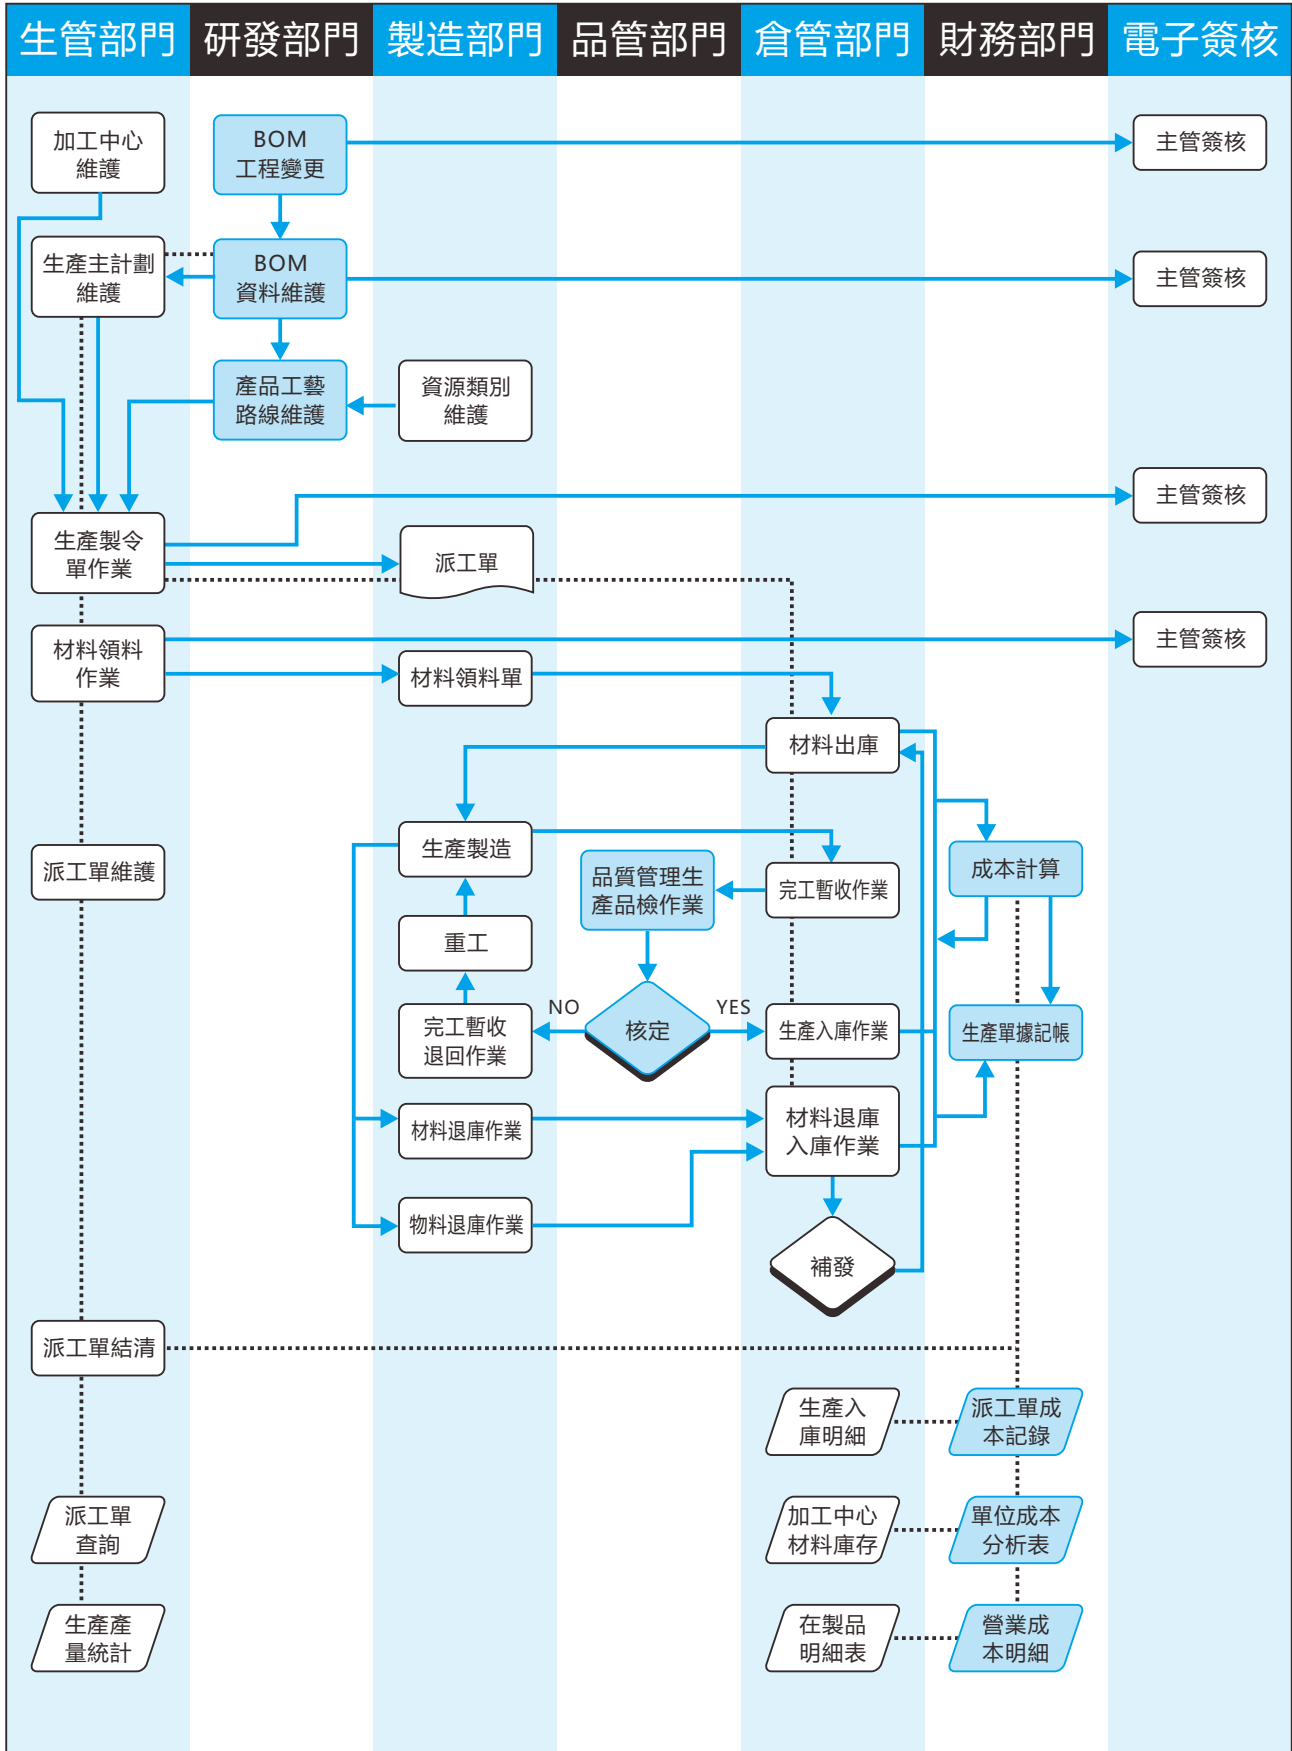 生管部門
研發部門
製造部門
品管部門
倉管部門
財務部門
電子簽核
加工中心
維護
BOM
工程變更
主管簽核
生產主計劃
維護
BOM
資料維護
主管簽核
產品工藝
路線維護
資源類別
維護
主管簽核
生產製令
單作業
派工單
材料領料
作業
主管簽核
材料領料單
材料出庫
生產製造
派工單維護
品質管理生
產品檢作業
完工暫收作業
成本計算
重工
NO
YES
完工暫收
退回作業
核定
生產入庫作業
生產單據記帳
材料退庫作業
材料退庫
入庫作業
物料退庫作業
補發
派工單結清
生產入
庫明細
派工單成
本記錄
派工單
查詢
加工中心
材料庫存
單位成本
分析表
生產產
量統計
在製品
明細表
營業成
本明細